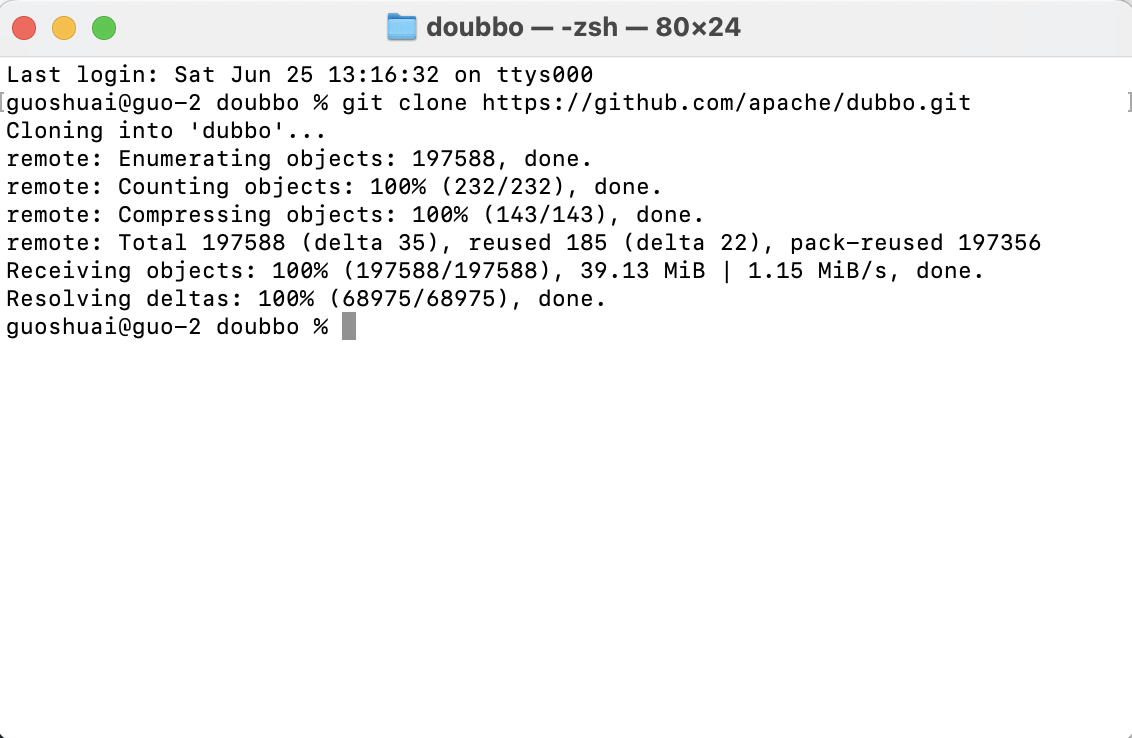 doubbo — -zsh — 80×24
Last login: Sat Jun 25 13:16:32 on ttys000
[guoshuai@guo-2 doubbo % git clone https://github.com/apache/dubbo.git ]
Cloning into 'dubbo'...
remote: Enumerating objects: 197588, done.
remote: Counting objects: 100% (232/232), done.
remote: Compressing objects: 100% (143/143), done.
remote: Total 197588 (delta 35), reused 185 (delta 22), pack-reused 197356
Receiving objects: 100% (197588/197588), 39.13 MiB | 1.15 MiB/s, done.
Resolving deltas: 100% (68975/68975), done.
guoshuai@guo-2 doubbo %